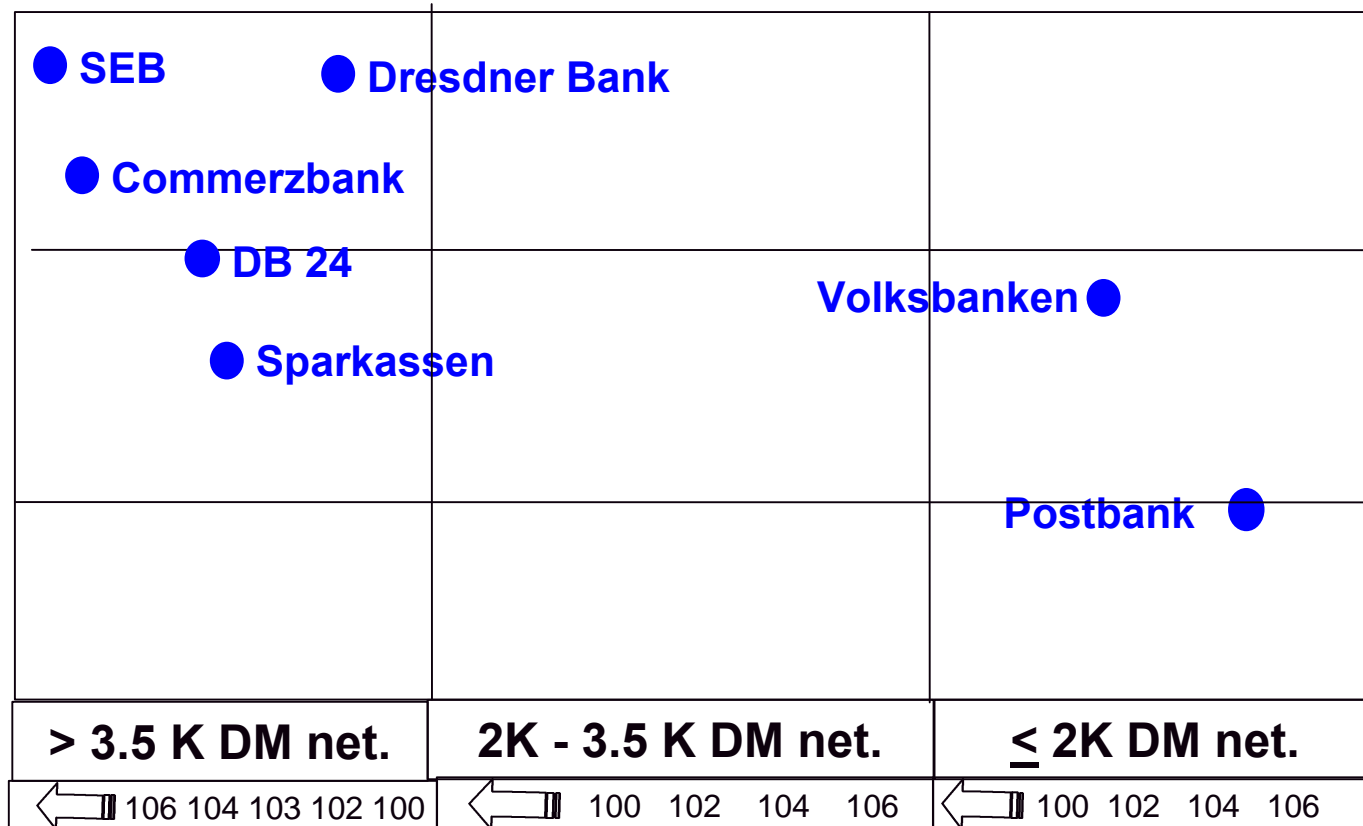 SEB
Dresdner Bank
Commerzbank
DB 24
Volksbanken
Sparkassen
Postbank
> 3.5 K DM net.
2K - 3.5 K DM net.
≤ 2K DM net.
106 104 103 102 100
100 102 104 106
100 102 104 106